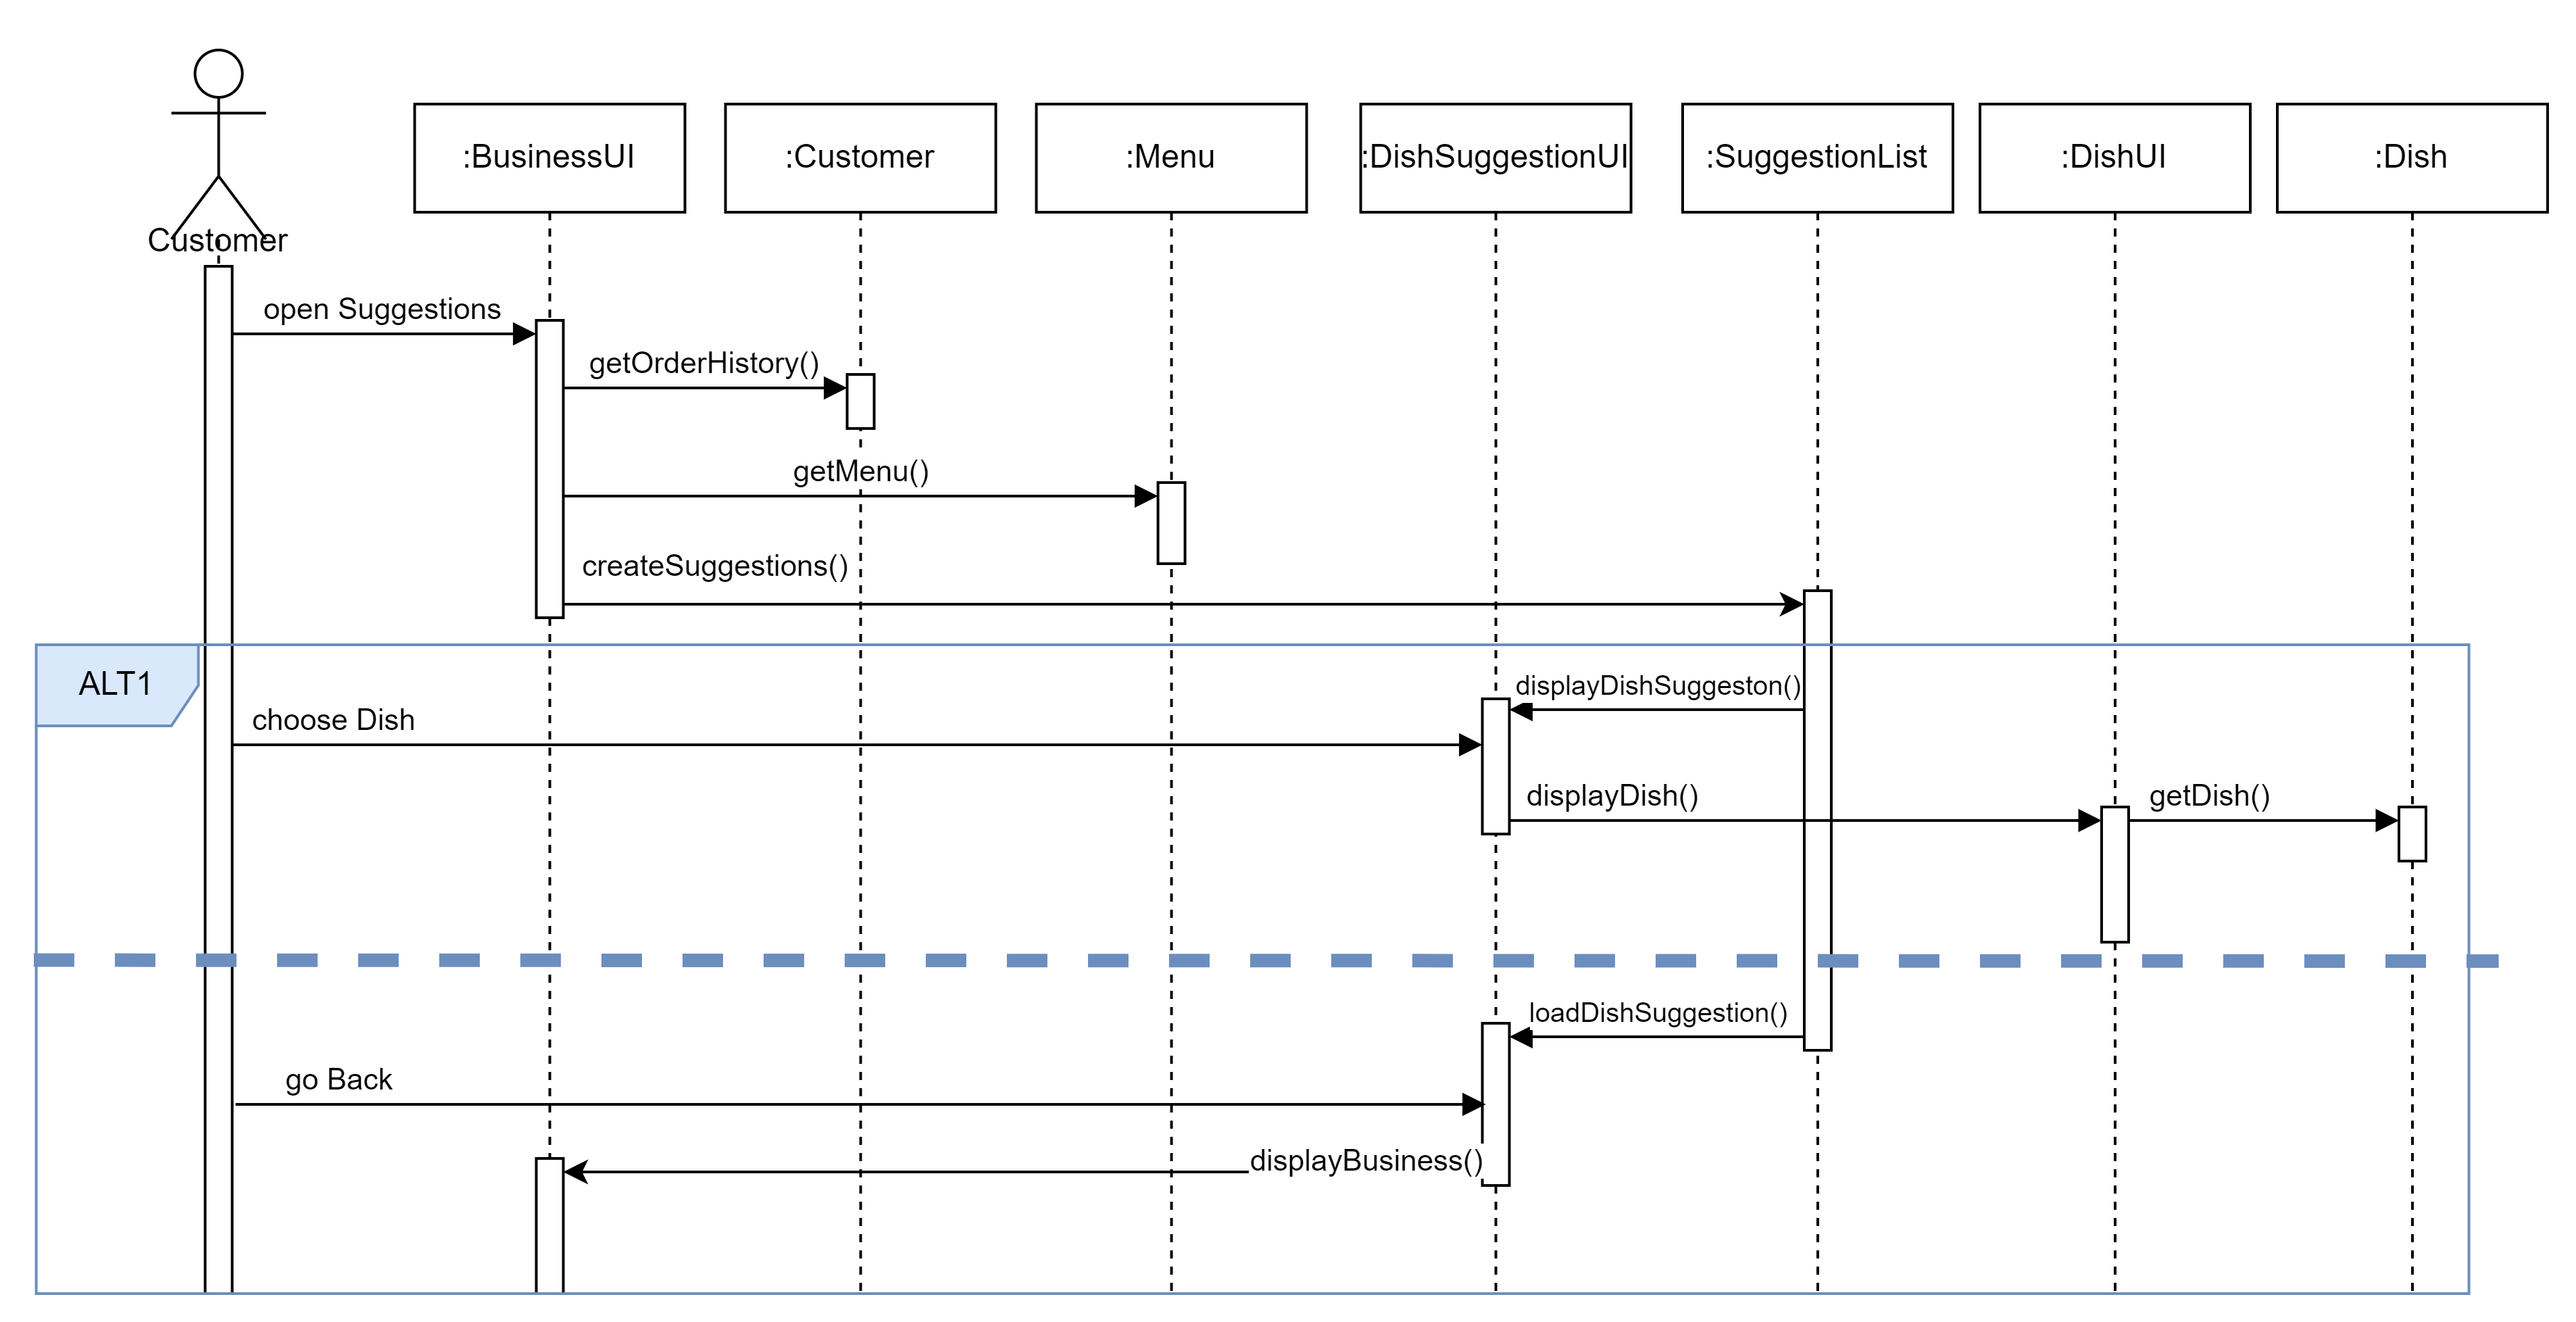 :BusinessUI
:Customer
:Menu
:DishSuggestionUI
:SuggestionList
:DishUI
:Dish
Customer
open Suggestions
getOrderHistory()
getMenu()
createSuggestions()
ALT1
displayDishSuggeston()
choose Dish
displayDish()
getDish()
loadDishSuggestion()
go Back
displayBusiness()